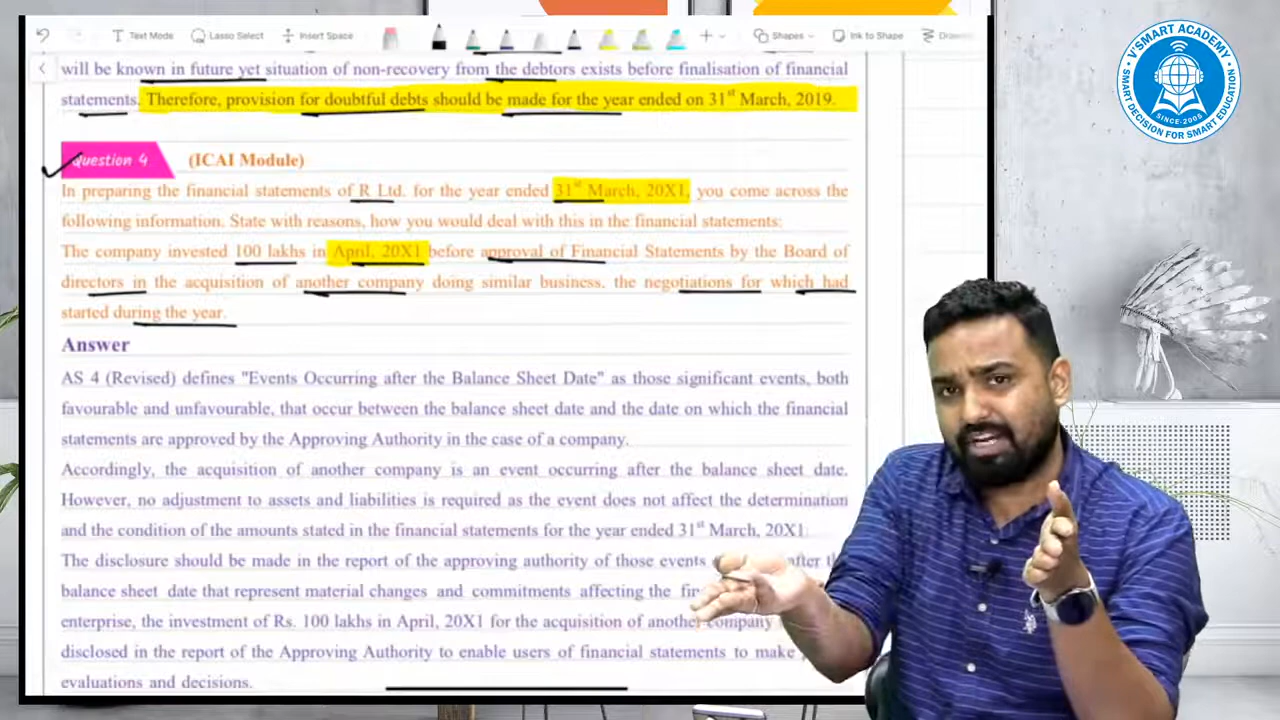 Text Mode
Lasso Select
Insert Space
Shapes
Ink to Shape
will be known in future yet situation of non-recovery from the debtors exists before finalisation of financial
statements. Therefore, provision for doubtful debts should be made for the year ended on 31st March, 2019.
Question 4 (ICAI Module)
In preparing the financial statements of R Ltd. for the year ended 31st March, 20X1, you come across the
following information. State with reasons, how you would deal with this in the financial statements:
The company invested 100 lakhs in April, 20X1 before approval of Financial Statements by the Board of
directors in the acquisition of another company doing similar business, the negotiations for which had
started during the year.
Answer
AS 4 (Revised) defines "Events Occurring after the Balance Sheet Date" as those significant events, both
favourable and unfavourable, that occur between the balance sheet date and the date on which the financial
statements are approved by the Approving Authority in the case of a company.
Accordingly, the acquisition of another company is an event occurring after the balance sheet date.
However, no adjustment to assets and liabilities is required as the event does not affect the determination
and the condition of the amounts stated in the financial statements for the year ended 31st March, 20X1.
The disclosure should be made in the report of the approving authority of those events after
balance sheet date that represent material changes and commitments affecting the
enterprise, the investment of Rs. 100 lakhs in April, 20X1 for the acquisition of another company
disclosed in the report of the Approving Authority to enable users of financial statements to make
evaluations and decisions.
V'SMART ACADEMY
SINCE-2005
SMART DECISION FOR SMART EDUCATION